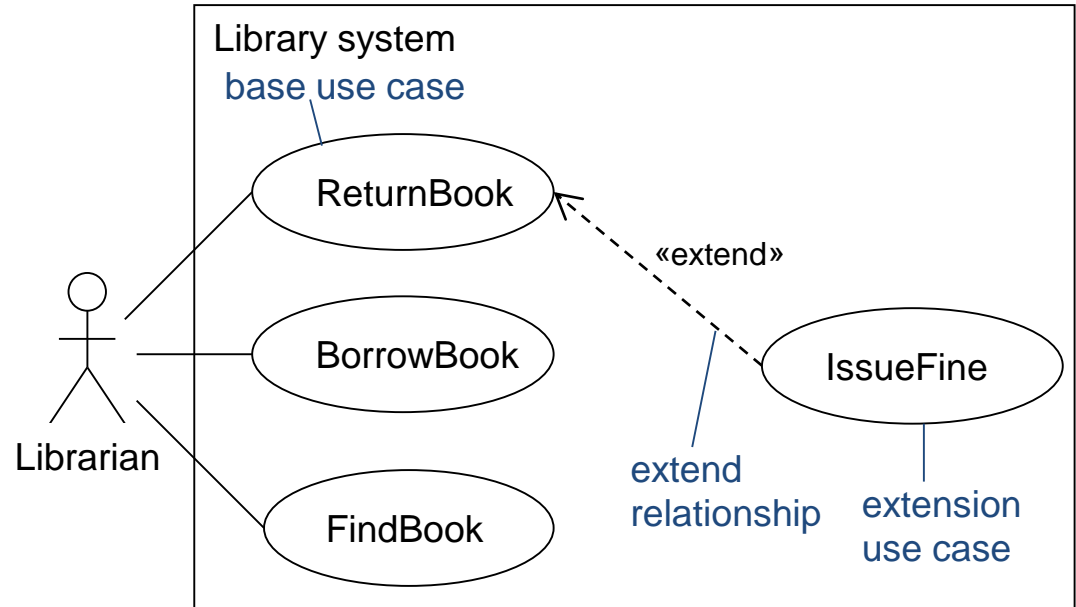 Library system
base use case
ReturnBook
«extend»
BorrowBook
IssueFine
Librarian
extend
relationship
extension
use case
FindBook